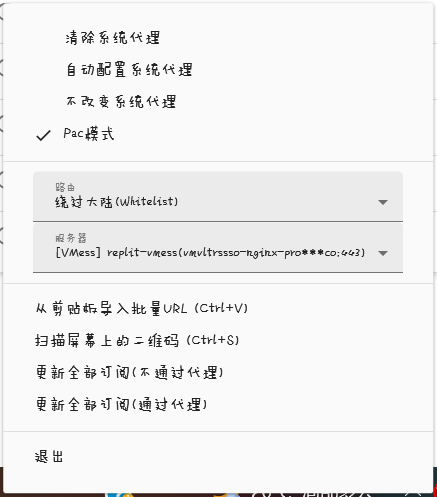 清除系统代理
自动配置系统代理
不改变系统代理
Pac模式
路由
绕过大陆(Whitelist)
服务器
[VMess] replit-vmess(vmvltrssso-nginx-pro***co:443)
从剪贴板导入批量URL (Ctrl+V)
扫描屏幕上的二维码 (Ctrl+S)
更新全部订阅(不通过代理)
更新全部订阅(通过代理)
退出